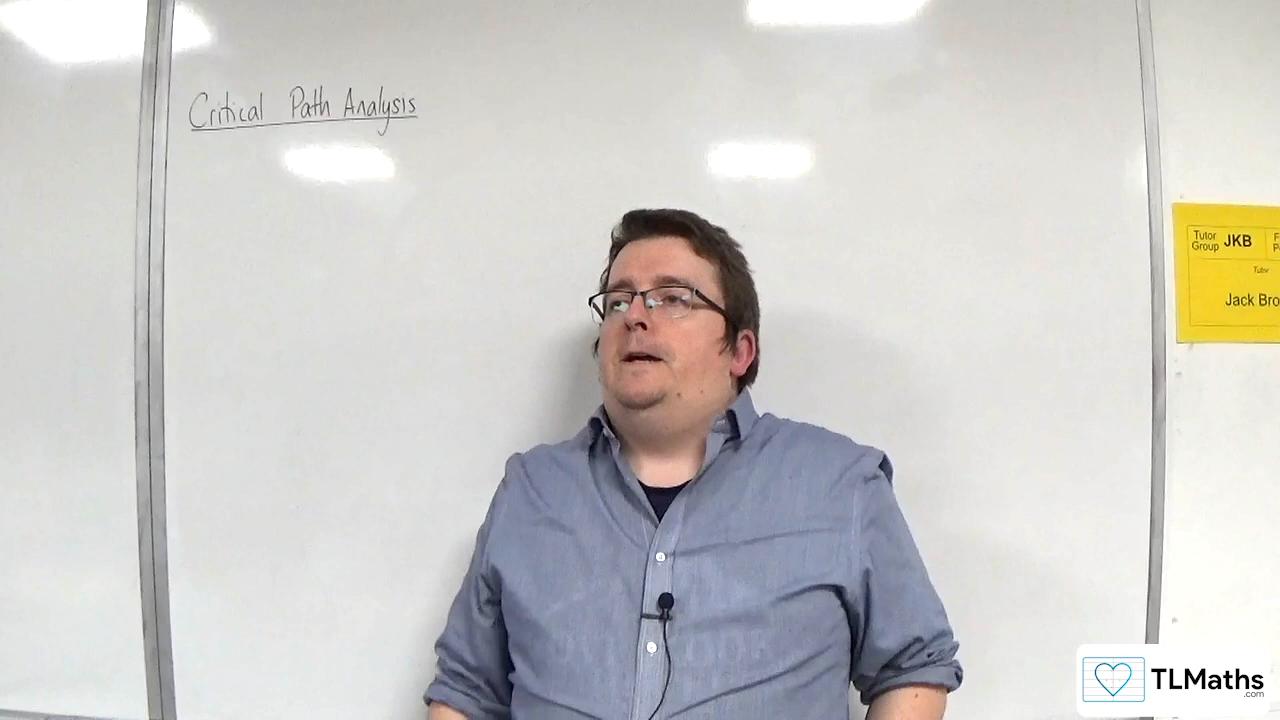 Critical Path Analysis
Tutor Group JKB
Tutor
Jack Bro
TLMaths
.com